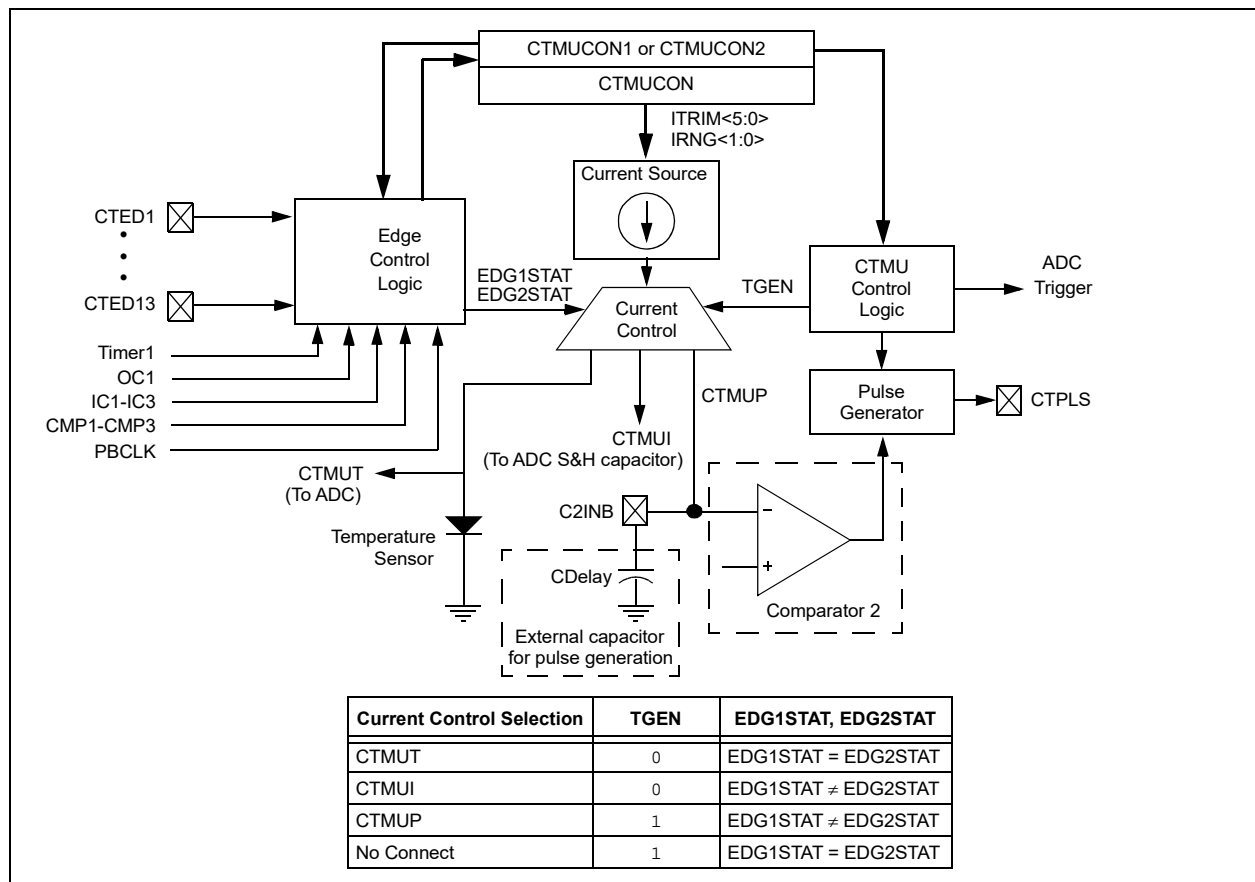 CTMUCON1 or CTMUCON2
CTMUCON
ITRIM<5:0>
IRNG<1:0>
Current Source
CTED1
CTED13
Edge
Control
Logic
EDG1STAT
EDG2STAT
Current
Control
TGEN
CTMU
Control
Logic
ADC
Trigger
Timer1
OC1
IC1-IC3
CMP1-CMP3
PBCLK
CTMUP
Pulse
Generator
CTPLS
CTMUT
(To ADC)
CTMUI
(To ADC S&H capacitor)
C2INB
Temperature
Sensor
CDelay
External capacitor
for pulse generation
−
+
Comparator 2
Current Control Selection TGEN EDG1STAT, EDG2STAT
CTMUT 0 EDG1STAT = EDG2STAT
CTMUI 0 EDG1STAT ≠ EDG2STAT
CTMUP 1 EDG1STAT ≠ EDG2STAT
No Connect 1 EDG1STAT = EDG2STAT